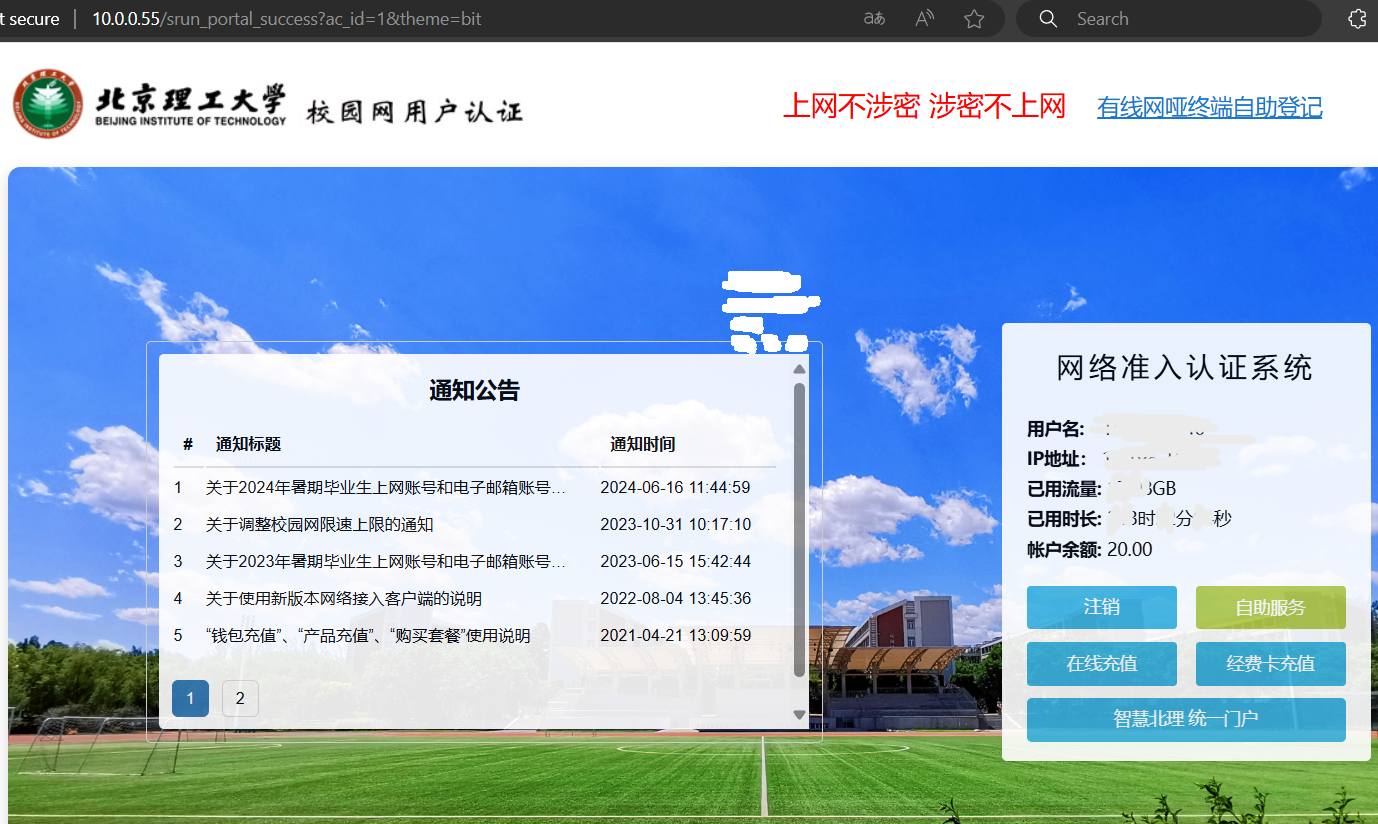 t secure
10.0.0.55/srun_portal_success?ac_id=1&theme=bit
Search
北京理工大学
BEIJING INSTITUTE OF TECHNOLOGY
校园网用户认证
上网不涉密 涉密不上网
有线网哑终端自助登记
通知公告
# 通知标题 通知时间
1 关于2024年暑期毕业生上网账号和电子邮箱账号... 2024-06-16 11:44:59
2 关于调整校园网限速上限的通知 2023-10-31 10:17:10
3 关于2023年暑期毕业生上网账号和电子邮箱账号... 2023-06-15 15:42:44
4 关于使用新版本网络接入客户端的说明 2022-08-04 13:45:36
5 “钱包充值”、“产品充值”、“购买套餐”使用说明 2021-04-21 13:09:59
1 2
网络准入认证系统
用户名:
IP地址:
已用流量: GB
已用时长: 时 分 秒
帐户余额: 20.00
注销 自助服务
在线充值 经费卡充值
智慧北理 统一门户